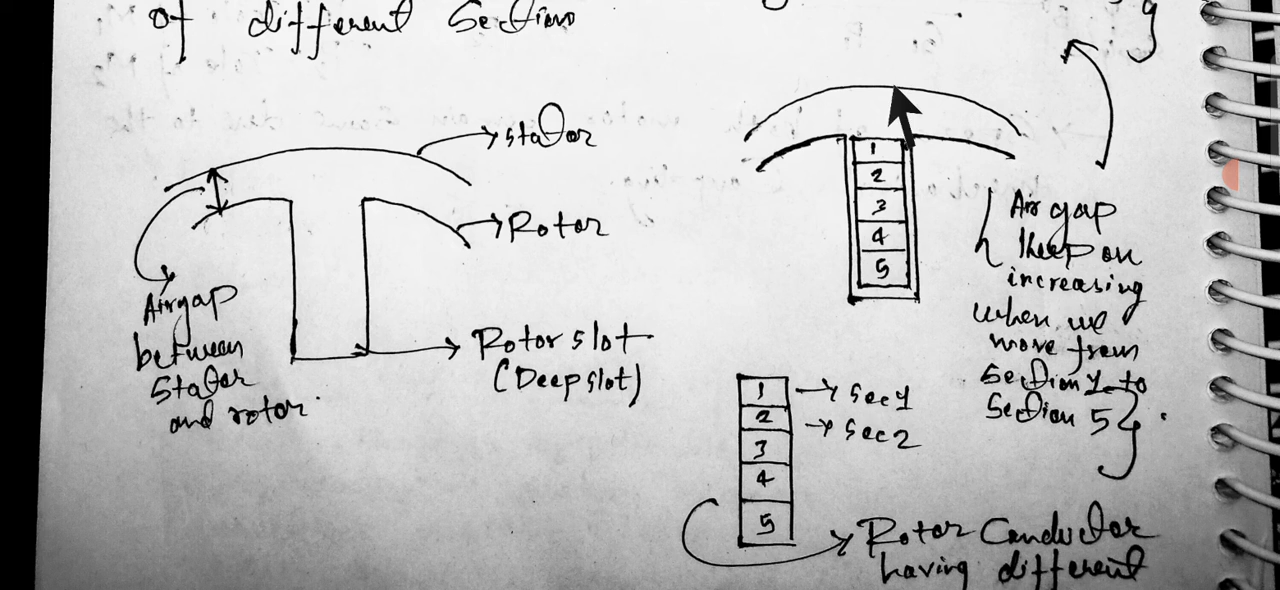 of different Section
g
stator
Rotor
Airgap
between
stator
and rotor.
Rotor slot
(Deep slot)
1
2
3
4
5
Air gap
keep on
increasing
when we
move from
section 1 to
section 5
1 → sec 1
2 → sec 2
3
4
5
Rotor Conductor
having different